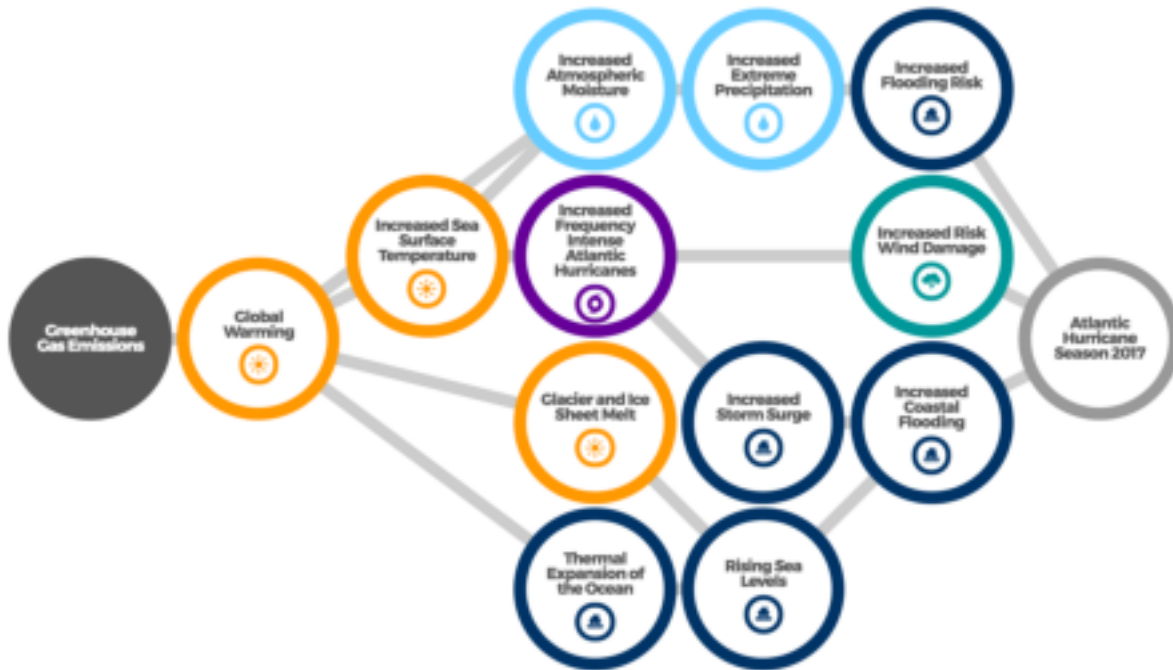 Increased
Atmospheric
Moisture
Increased
Extreme
Precipitation
Increased
Flooding Risk
Increased Sea
Surface
Temperature
Increased
Frequency
Intense
Atlantic
Hurricanes
Increased Risk
Wind Damage
Greenhouse
Gas Emissions
Global
Warming
Atlantic
Hurricane
Season 2017
Glacier and Ice
Sheet Melt
Increased
Storm Surge
Increased
Coastal
Flooding
Thermal
Expansion of
the Ocean
Rising Sea
Levels